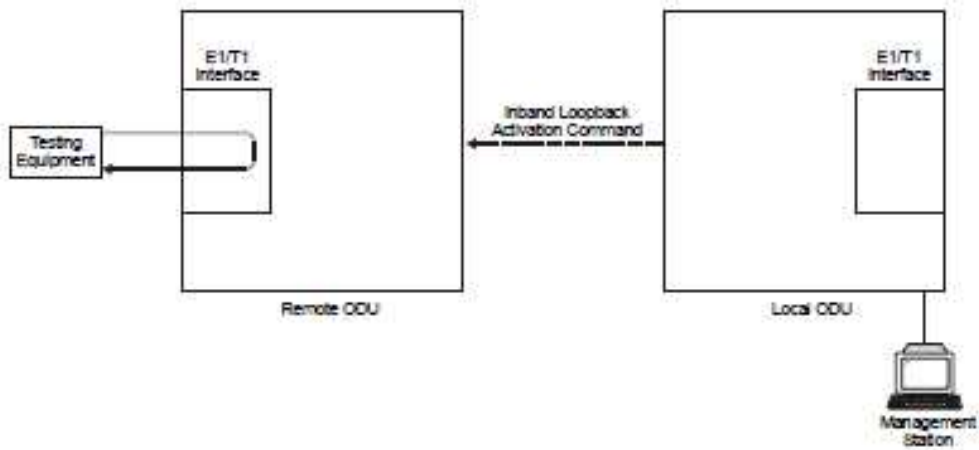 E1/T1
Interface
E1/T1
Interface
Inband Loopback
Activation Command
Testing
Equipment
Remote ODU
Local ODU
Management
Station